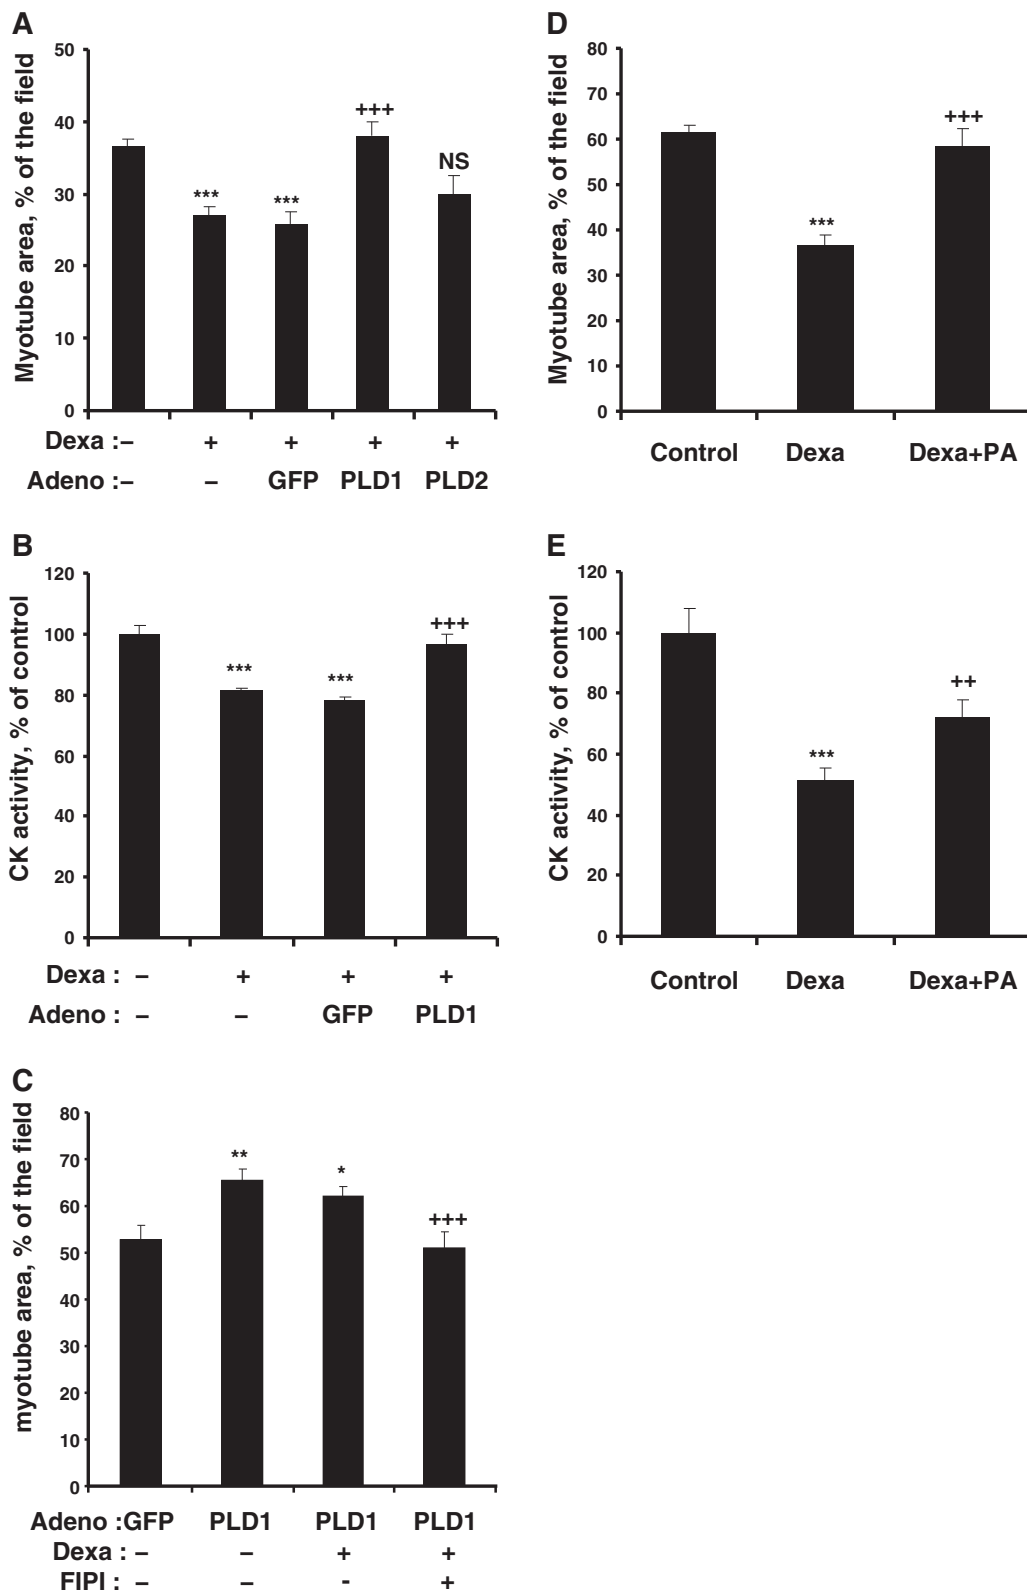 A
Myotube area, % of the field
50
40
30
20
10
0
***
***
+++
NS
Dexa :– + + + +
Adeno :– – GFP PLD1 PLD2
B
CK activity, % of control
120
100
80
60
40
20
0
***
***
+++
Dexa : – + + +
Adeno : – – GFP PLD1
C
myotube area, % of the field
80
70
60
50
40
30
20
10
0
**
*
+++
Adeno :GFP PLD1 PLD1 PLD1
Dexa : – – + +
FIPI : – – - +
D
Myotube area, % of the field
80
70
60
50
40
30
20
10
0
***
+++
Control Dexa Dexa+PA
E
CK activity, % of control
120
100
80
60
40
20
0
***
++
Control Dexa Dexa+PA